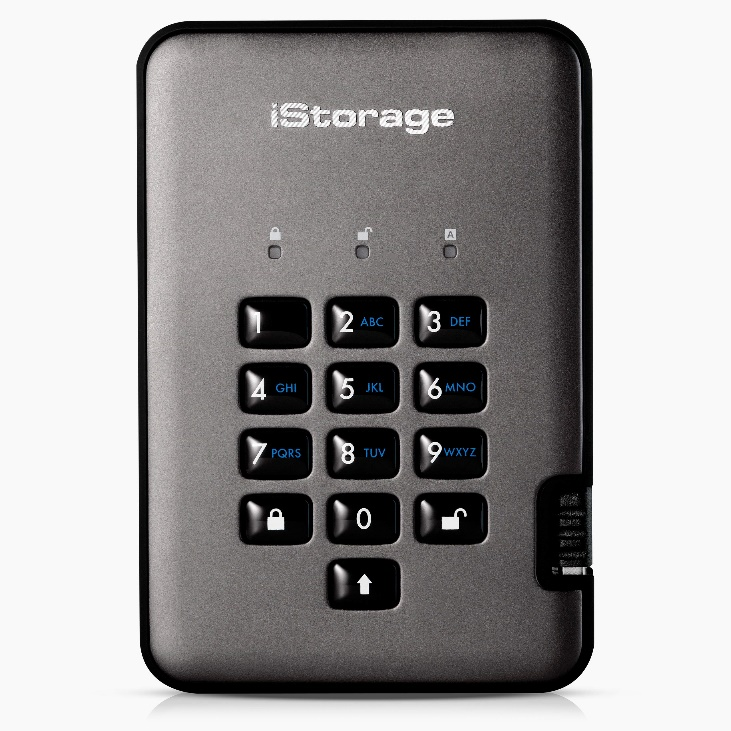 iStorage
A
1 2 ABC 3 DEF
4 GHI 5 JKL 6 MNO
7 PQRS 8 TUV 9 WXYZ
0